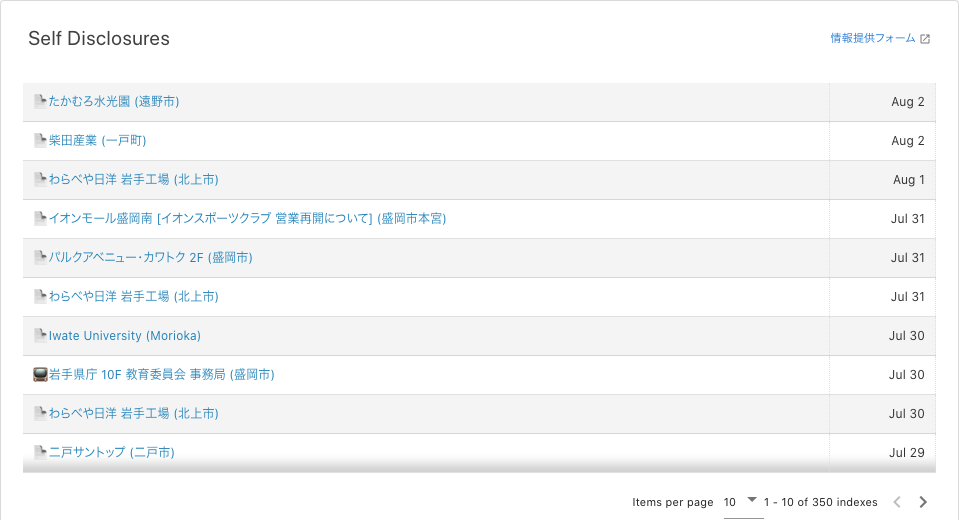 Self Disclosures
情報提供フォーム
たかむろ水光園 (遠野市) Aug 2
柴田産業 (一戸町) Aug 2
わらべや日洋 岩手工場 (北上市) Aug 1
イオンモール盛岡南 [イオンスポーツクラブ 営業再開について] (盛岡市本宮) Jul 31
パルクアベニュー・カワトク 2F (盛岡市) Jul 31
わらべや日洋 岩手工場 (北上市) Jul 31
Iwate University (Morioka) Jul 30
岩手県庁 10F 教育委員会 事務局 (盛岡市) Jul 30
わらべや日洋 岩手工場 (北上市) Jul 30
二戸サントップ (二戸市) Jul 29
Items per page 10 1 - 10 of 350 indexes